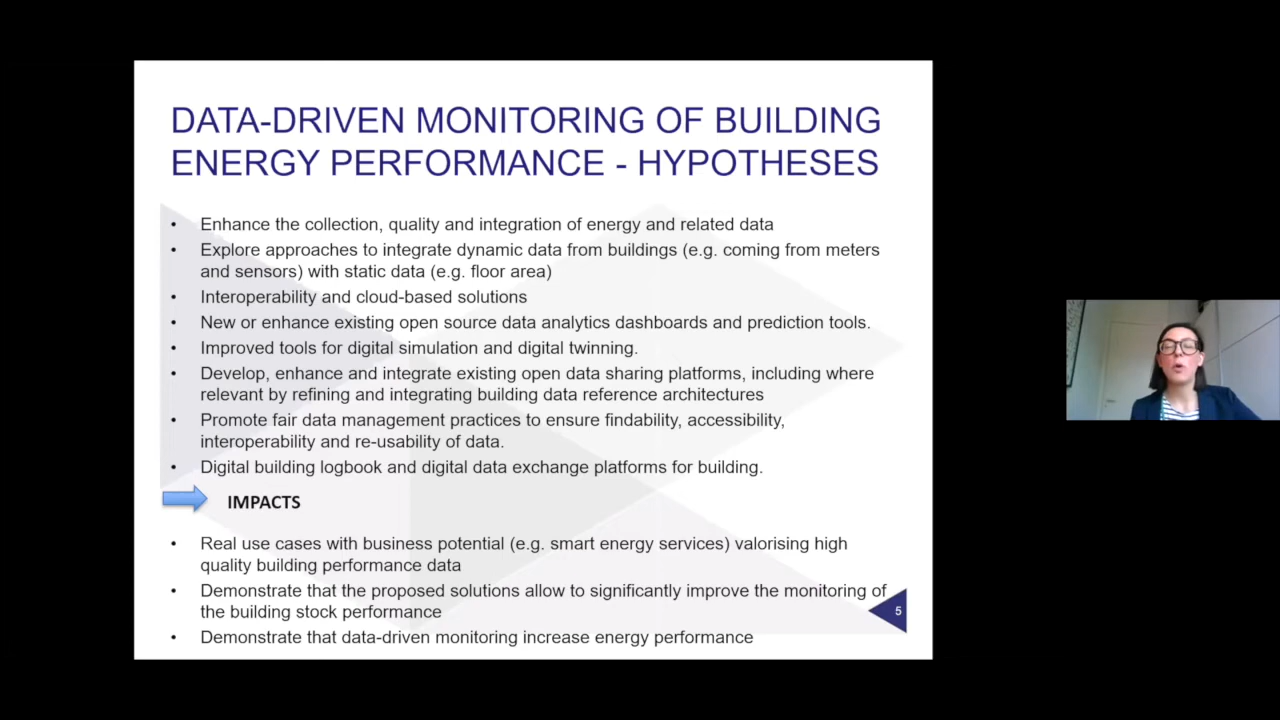 DATA-DRIVEN MONITORING OF BUILDING
ENERGY PERFORMANCE - HYPOTHESES
• Enhance the collection, quality and integration of energy and related data
• Explore approaches to integrate dynamic data from buildings (e.g. coming from meters
and sensors) with static data (e.g. floor area)
• Interoperability and cloud-based solutions
• New or enhance existing open source data analytics dashboards and prediction tools.
• Improved tools for digital simulation and digital twinning.
• Develop, enhance and integrate existing open data sharing platforms, including where
relevant by refining and integrating building data reference architectures
• Promote fair data management practices to ensure findability, accessibility,
interoperability and re-usability of data.
• Digital building logbook and digital data exchange platforms for building.
IMPACTS
• Real use cases with business potential (e.g. smart energy services) valorising high
quality building performance data
• Demonstrate that the proposed solutions allow to significantly improve the monitoring of
the building stock performance
• Demonstrate that data-driven monitoring increase energy performance
5